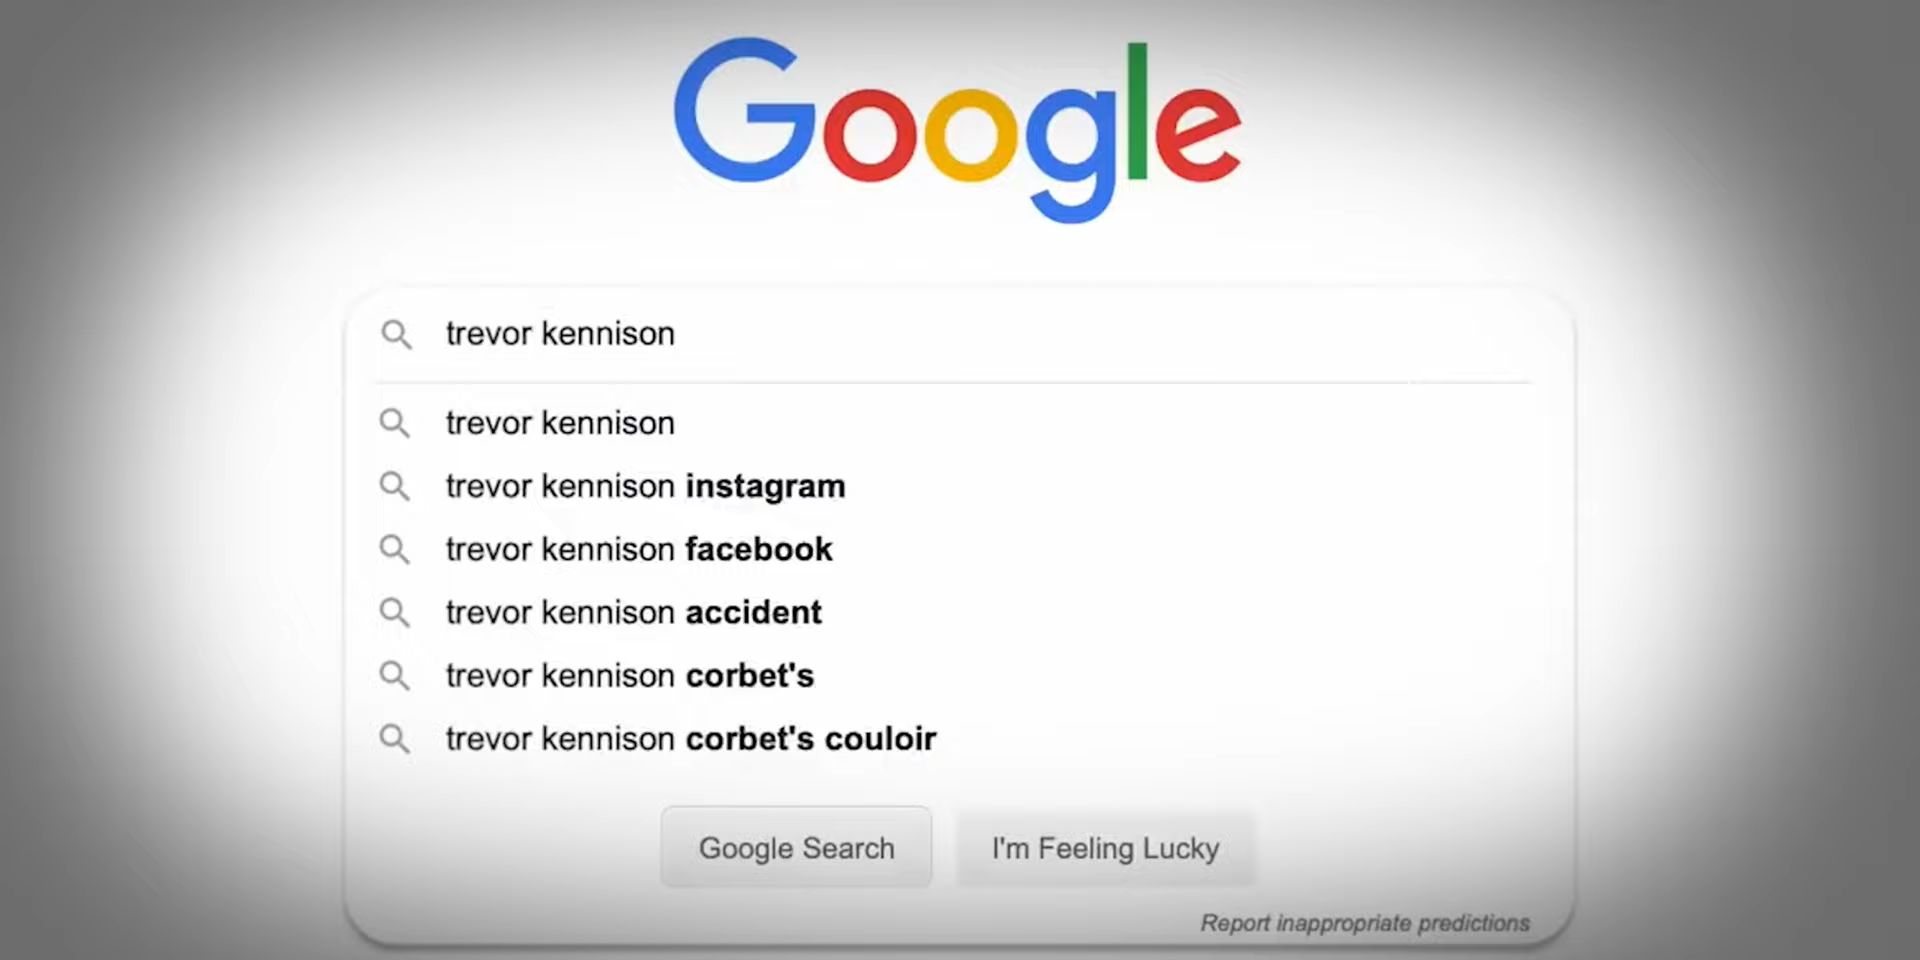 Google
trevor kennison
trevor kennison
trevor kennison instagram
trevor kennison facebook
trevor kennison accident
trevor kennison corbet's
trevor kennison corbet's couloir
Google Search
I'm Feeling Lucky
Report inappropriate predictions